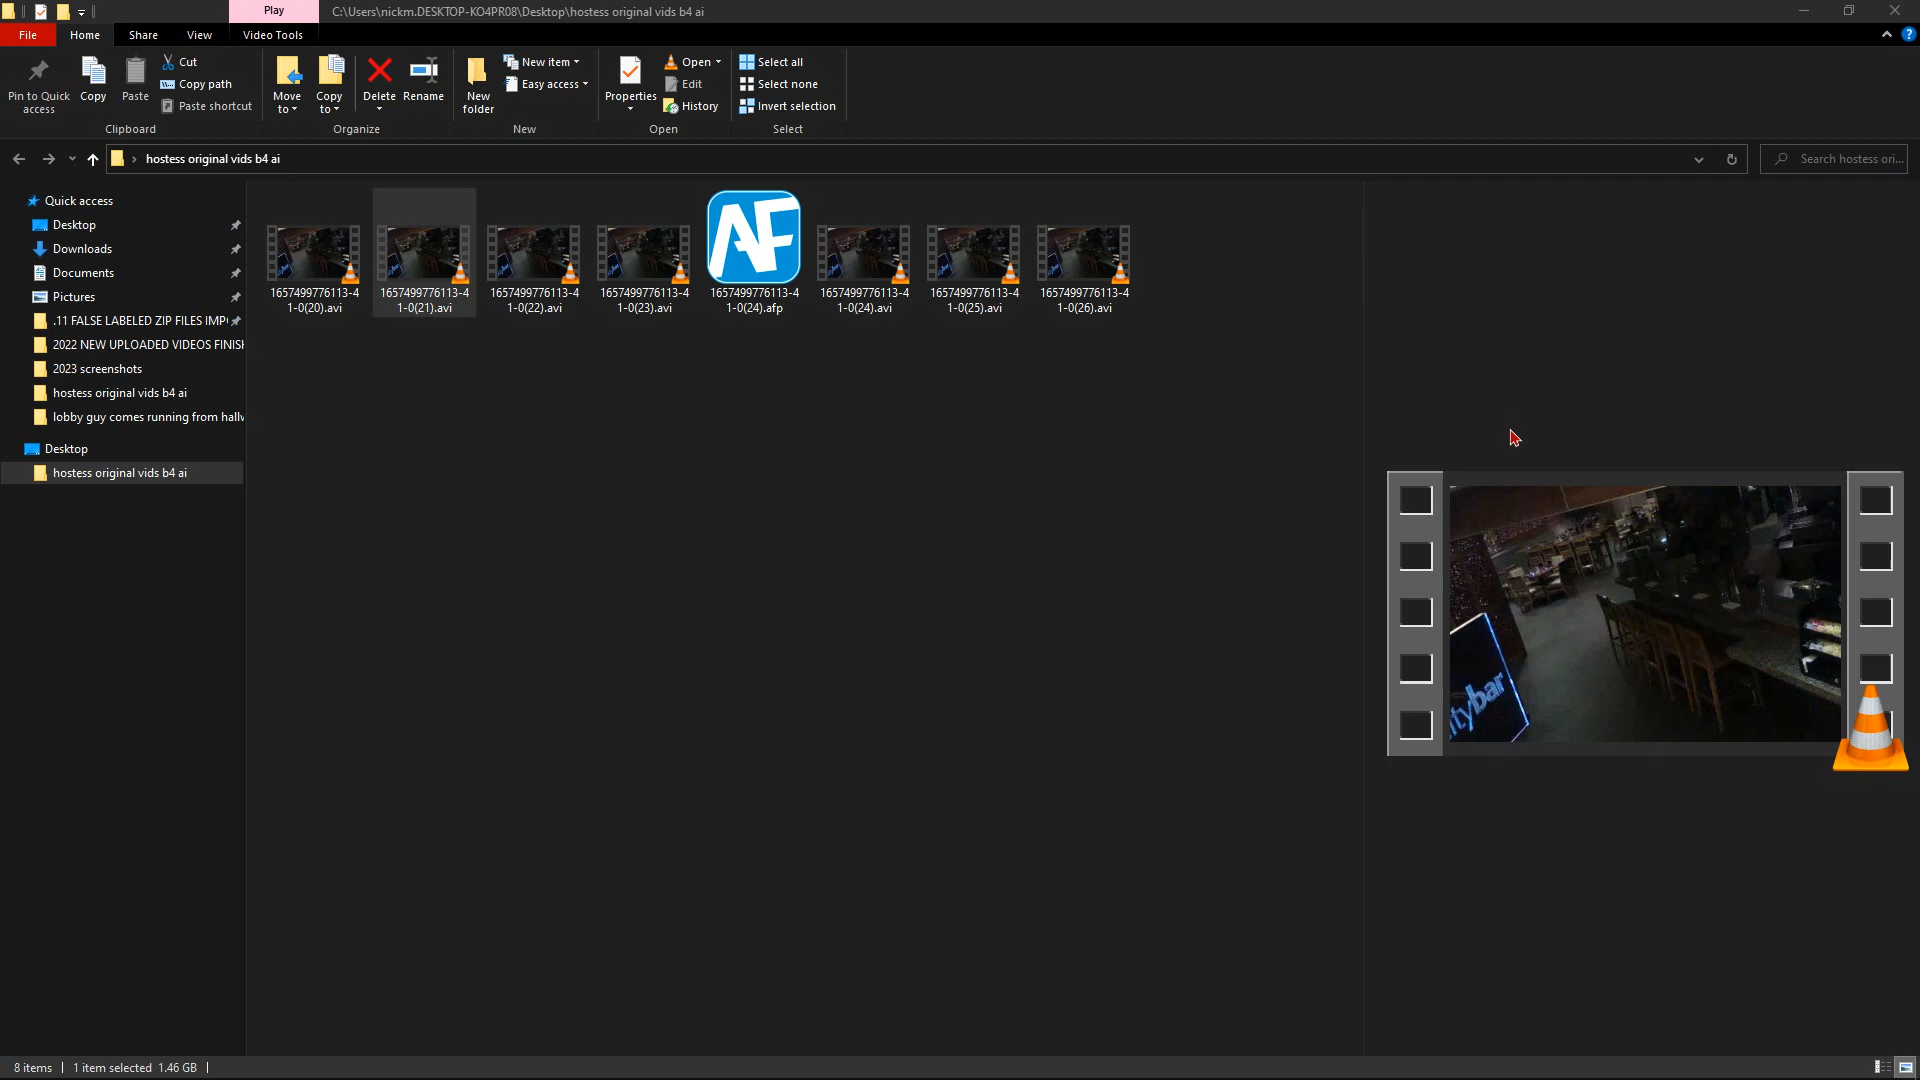 Play
C:\Users\nickm.DESKTOP-KO4PR08\Desktop\hostess original vids b4 ai
File
Home
Share
View
Video Tools
Pin to Quick access
Copy
Paste
Cut
Copy path
Paste shortcut
Clipboard
Move to
Copy to
Delete
Rename
Organize
New folder
New item
Easy access
New
Properties
Open
Edit
History
Open
Select all
Select none
Invert selection
Select
hostess original vids b4 ai
Search hostess ori...
Quick access
Desktop
Downloads
Documents
Pictures
.11 FALSE LABELED ZIP FILES IMP
2022 NEW UPLOADED VIDEOS FINISH
2023 screenshots
hostess original vids b4 ai
lobby guy comes running from hallw
Desktop
hostess original vids b4 ai
AF
1657499776113-4
1-0(20).avi
1657499776113-4
1-0(21).avi
1657499776113-4
1-0(22).avi
1657499776113-4
1-0(23).avi
1657499776113-4
1-0(24).afp
1657499776113-4
1-0(24).avi
1657499776113-4
1-0(25).avi
1657499776113-4
1-0(26).avi
tybar
8 items
1 item selected 1.46 GB